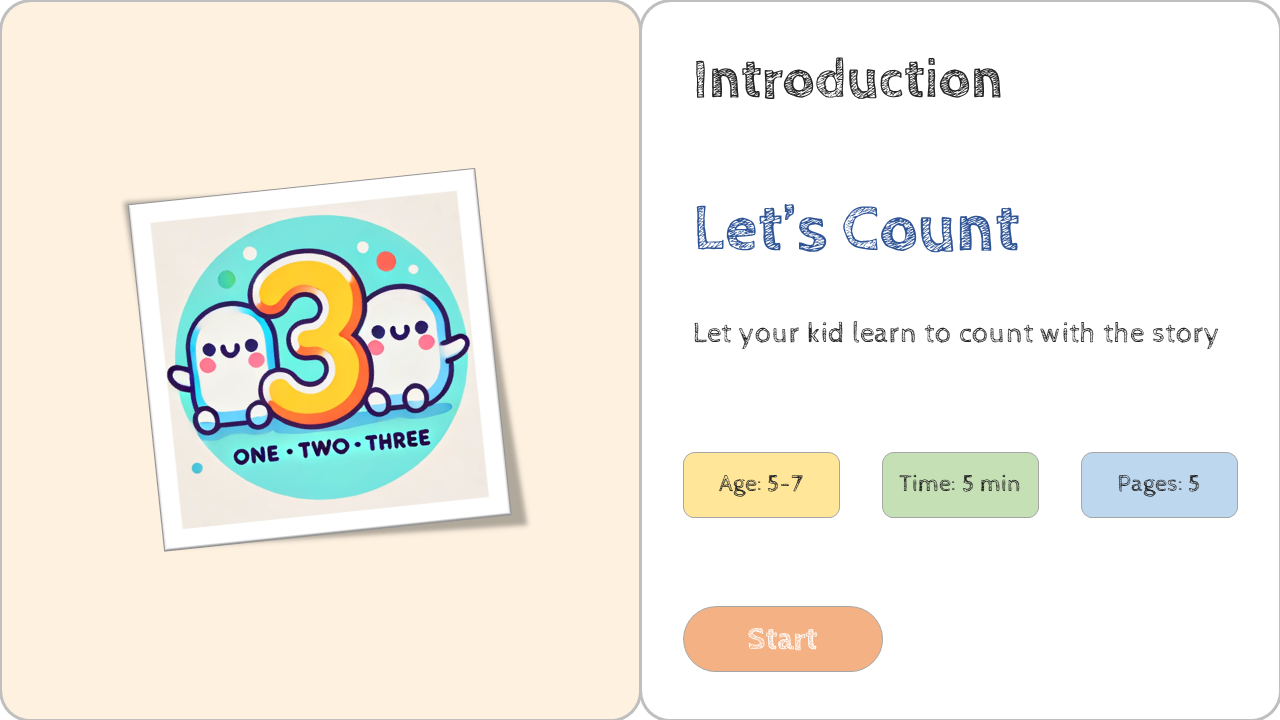 3
ONE • TWO • THREE
Introduction
Let's Count
Let your kid learn to count with the story
Age: 5-7
Time: 5 min
Pages: 5
Start